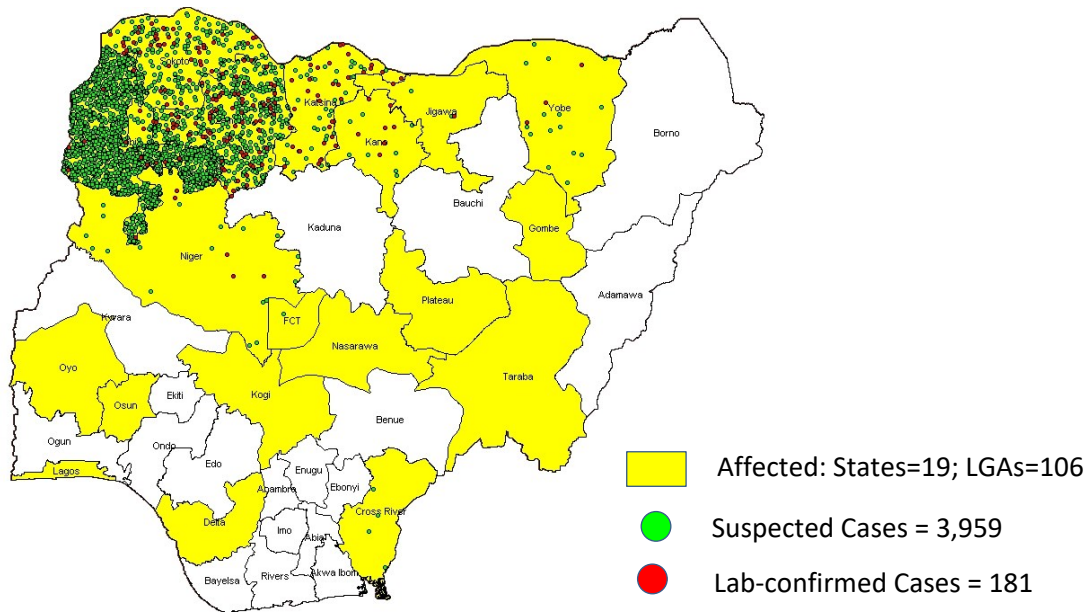 Sokoto
Katsina
Jigawa
Yobe
Kano
Borno
Bauchi
Kaduna
Gombe
Niger
Adamawa
Plateau
Kwara
FCT
Nasarawa
Oyo
Taraba
Kogi
Ekiti
Osun
Benue
Ogun
Ondo
Edo
Enugu
Lagos
Anambra
Ebonyi
Cross River
Delta
Imo
Abia
Bayelsa
Rivers
Akwa Ibom
Affected: States=19; LGAs=106
Suspected Cases = 3,959
Lab-confirmed Cases = 181